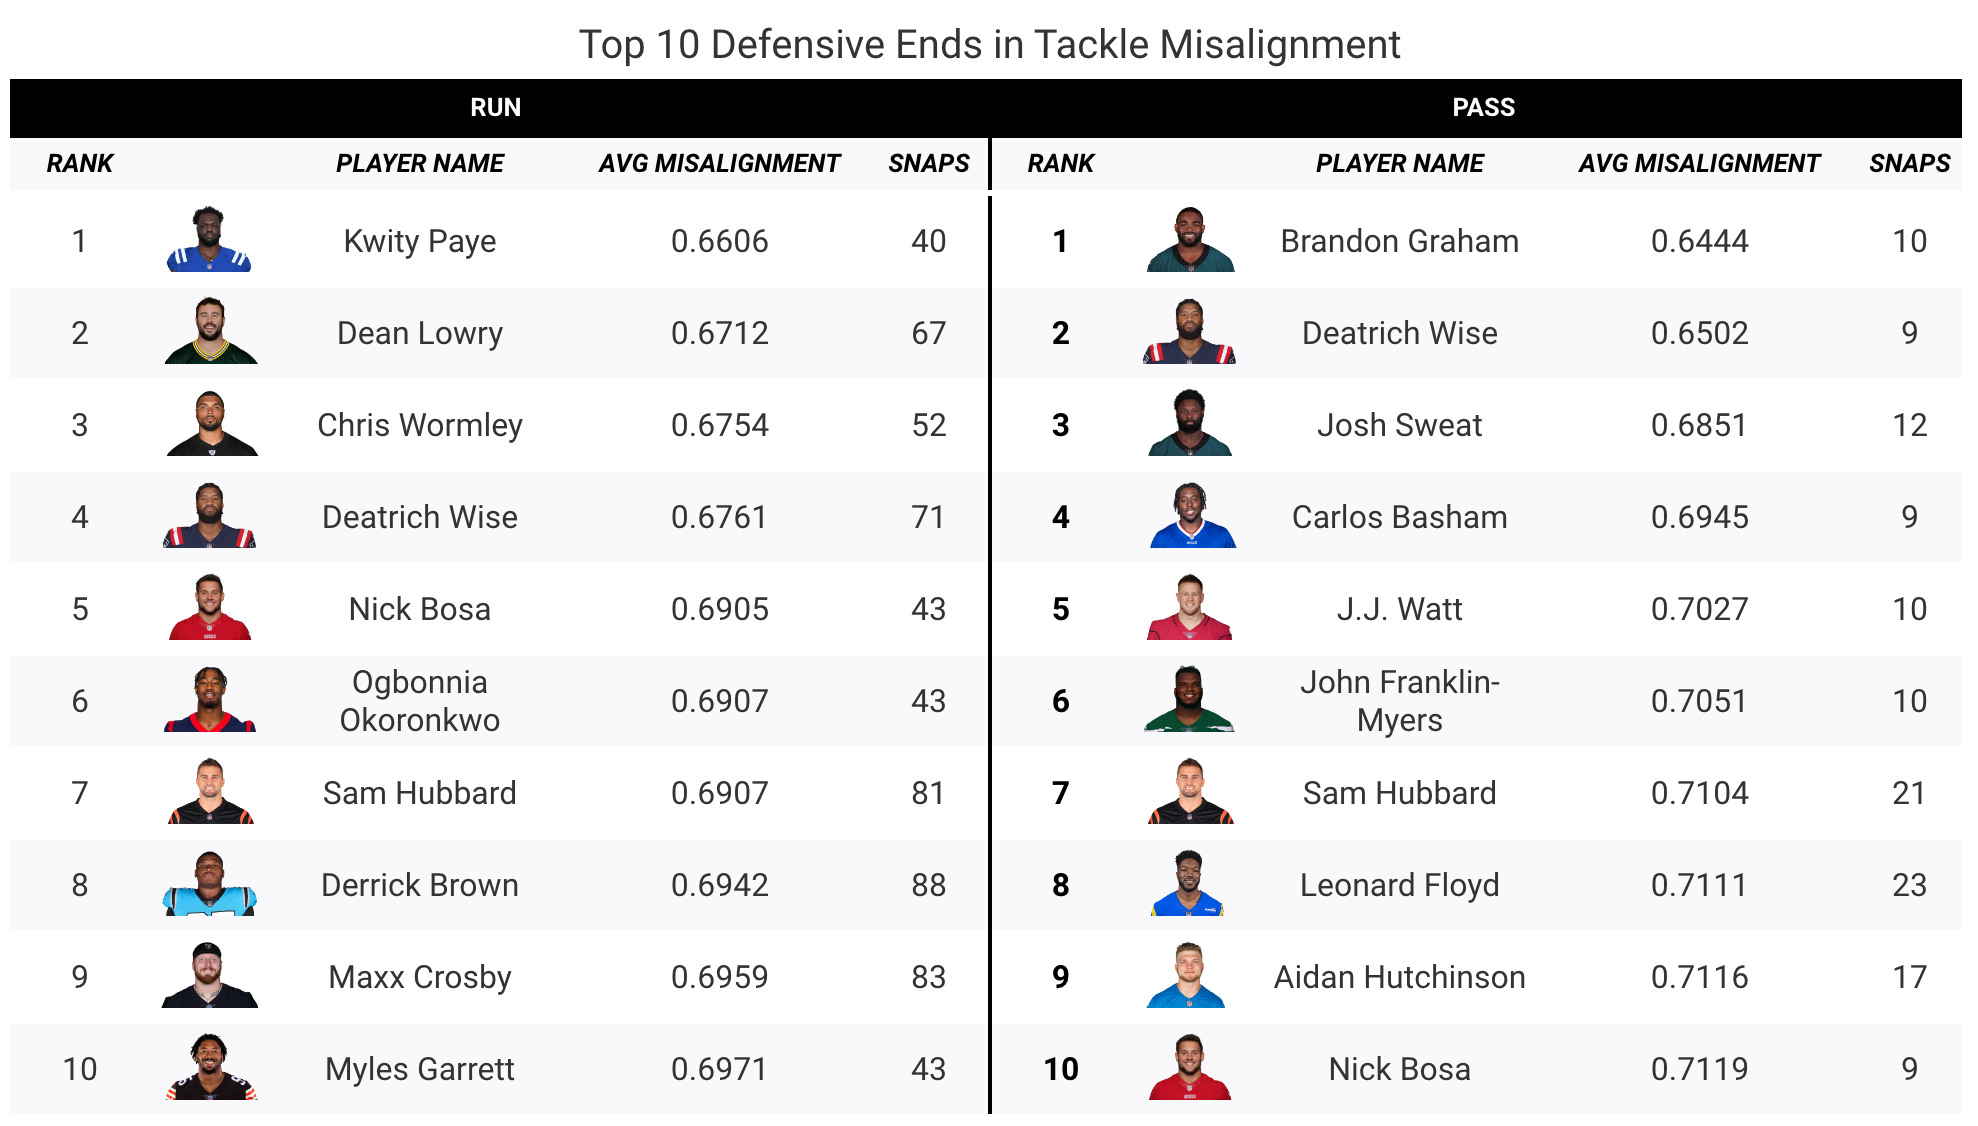 Top 10 Defensive Ends in Tackle Misalignment
RUN PASS
RANK PLAYER NAME AVG MISALIGNMENT SNAPS RANK PLAYER NAME AVG MISALIGNMENT SNAPS
1 Kwity Paye 0.6606 40 1 Brandon Graham 0.6444 10
2 Dean Lowry 0.6712 67 2 Deatrich Wise 0.6502 9
3 Chris Wormley 0.6754 52 3 Josh Sweat 0.6851 12
4 Deatrich Wise 0.6761 71 4 Carlos Basham 0.6945 9
5 Nick Bosa 0.6905 43 5 J.J. Watt 0.7027 10
6 Ogbonnia Okoronkwo 0.6907 43 6 John Franklin-Myers 0.7051 10
7 Sam Hubbard 0.6907 81 7 Sam Hubbard 0.7104 21
8 Derrick Brown 0.6942 88 8 Leonard Floyd 0.7111 23
9 Maxx Crosby 0.6959 83 9 Aidan Hutchinson 0.7116 17
10 Myles Garrett 0.6971 43 10 Nick Bosa 0.7119 9